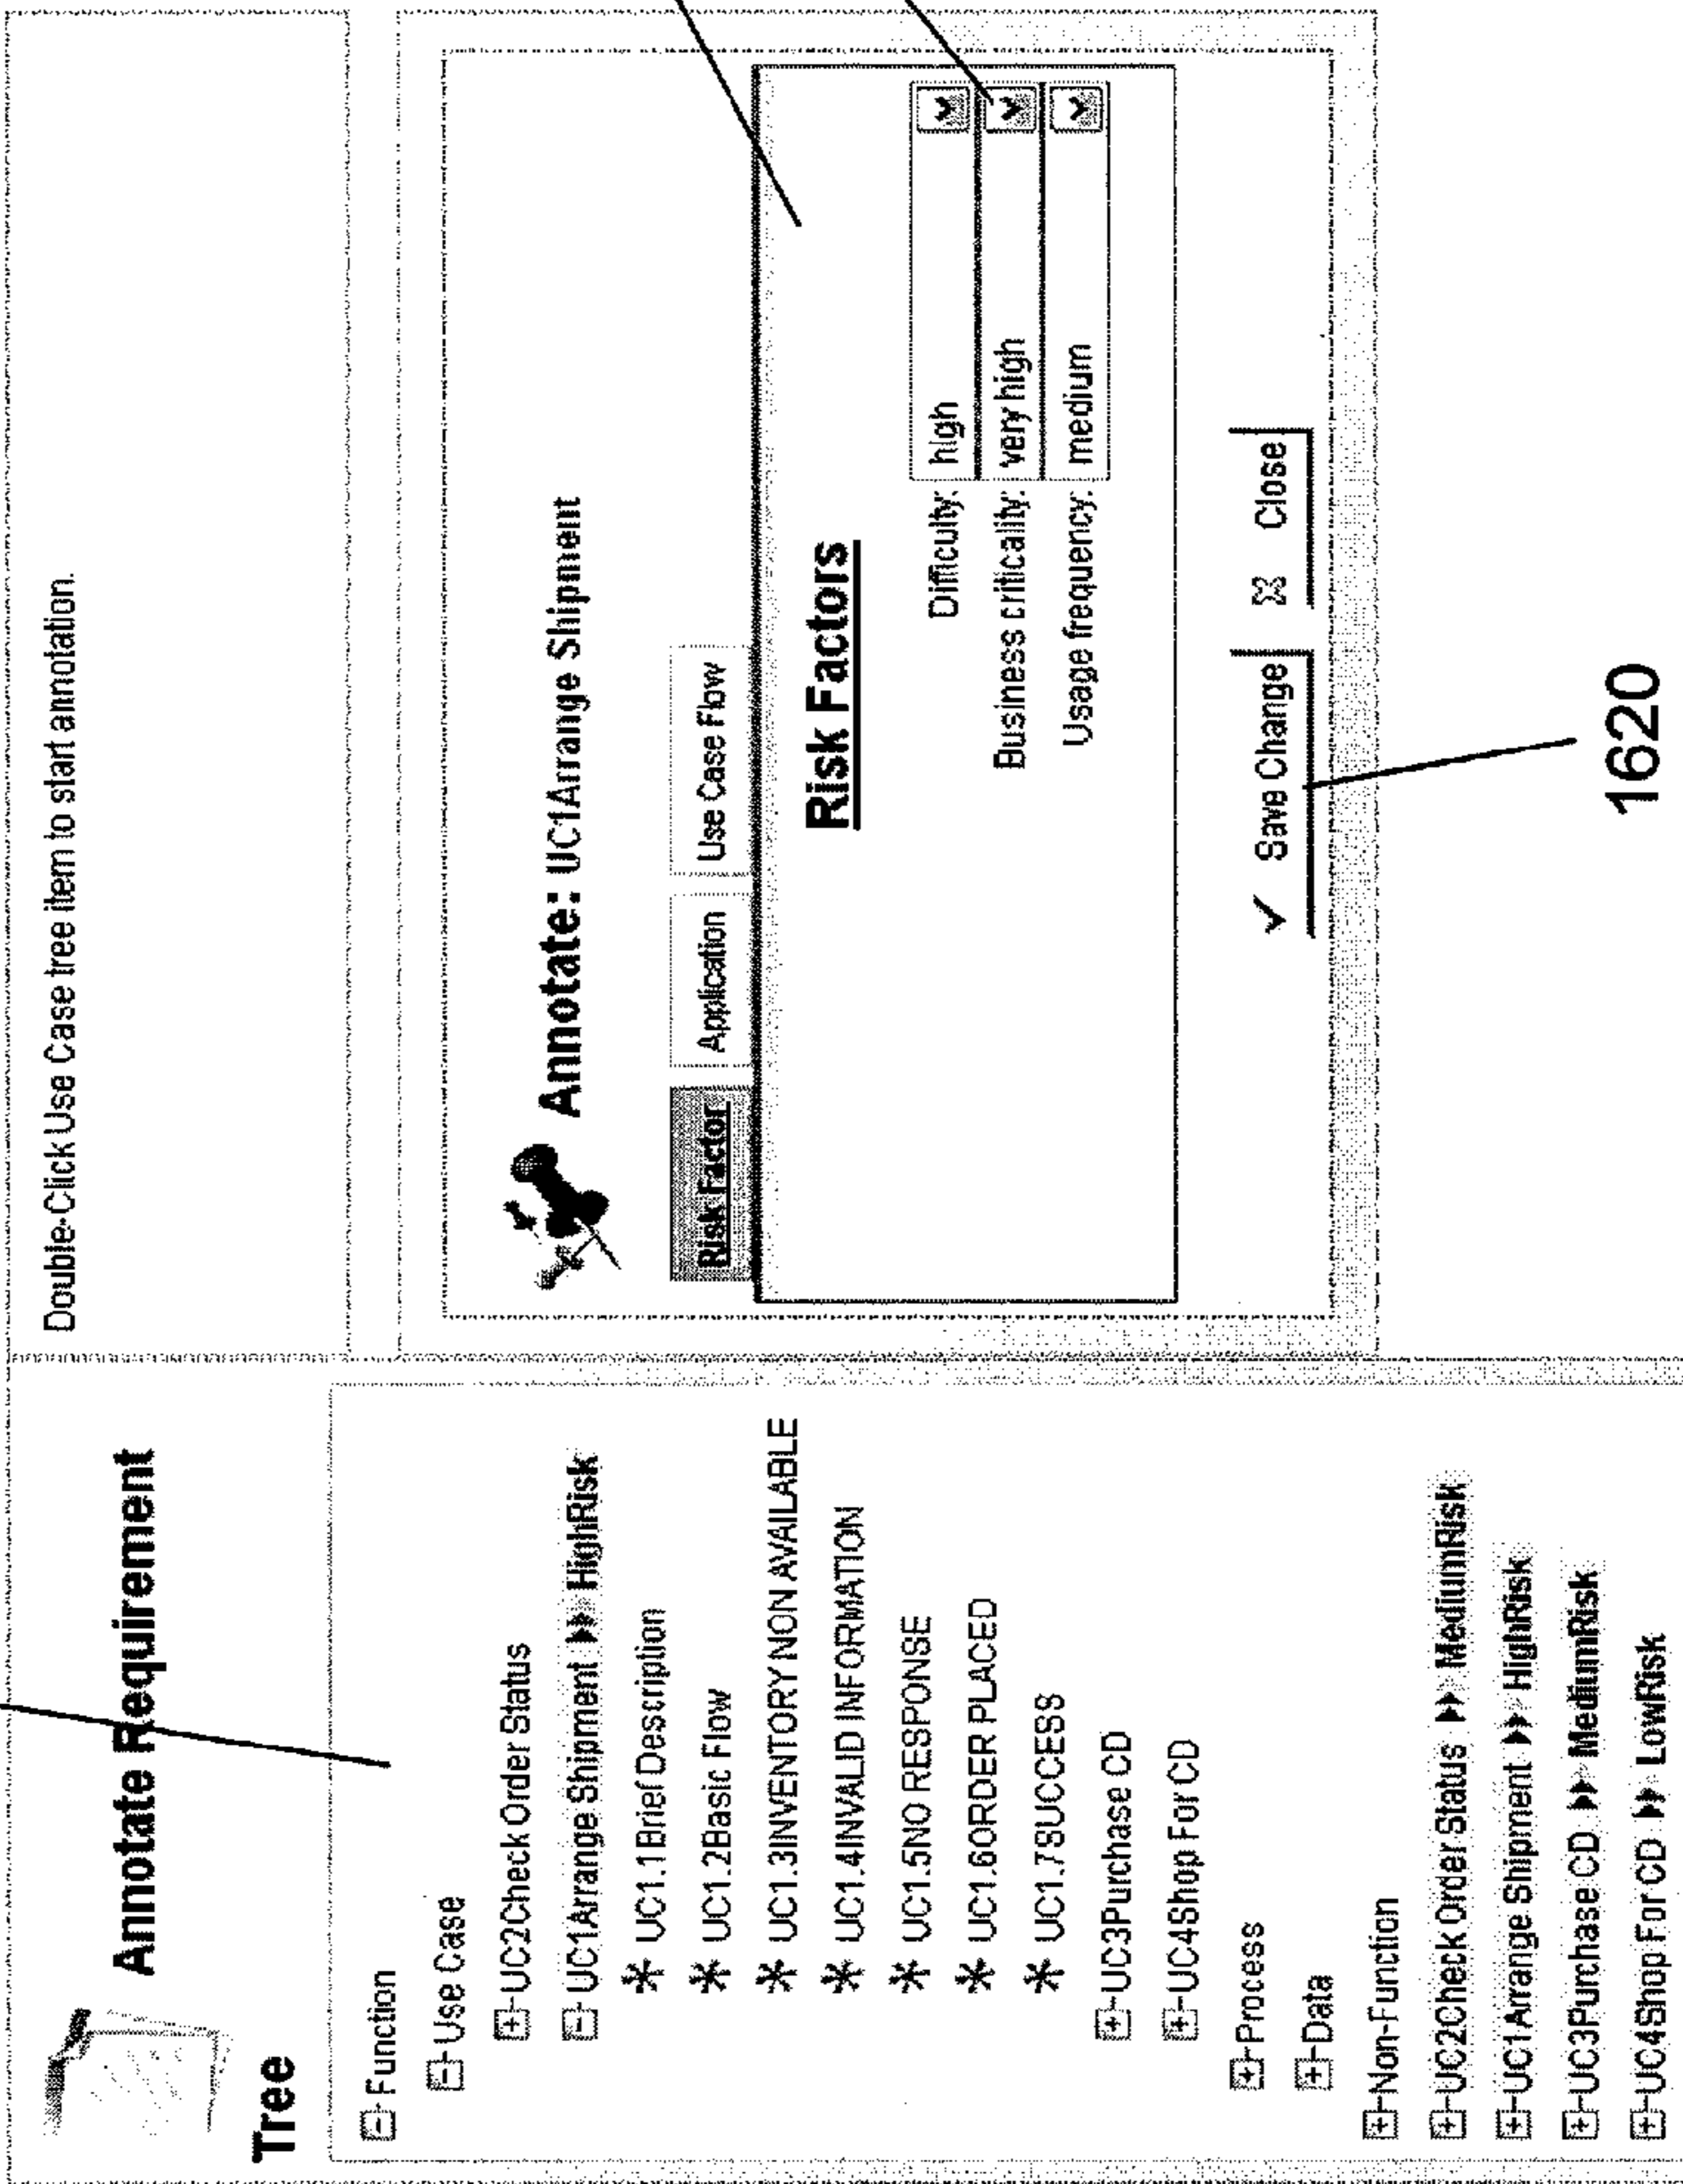 Annotate Requirement
Tree
Function
Use Case
UC2Check Order Status
UC1Arrange Shipment HighRisk
UC1.1Brief Description
UC1.2Basic Flow
UC1.3INVENTORY NON AVAILABLE
UC1.4INVALID INFORMATION
UC1.5NO RESPONSE
UC1.6ORDER PLACED
UC1.7SUCCESS
UC3Purchase CD
UC4Shop For CD
Process
Data
Non-Function
UC2Check Order Status MediumRisk
UC1Arrange Shipment HighRisk
UC3Purchase CD MediumRisk
UC4Shop For CD LowRisk
Double-Click Use Case tree item to start annotation.
Annotate: UC1Arrange Shipment
Risk Factor Application Use Case Flow
Risk Factors
Difficulty: high
Business criticality: very high
Usage frequency: medium
Save Change Close
1620